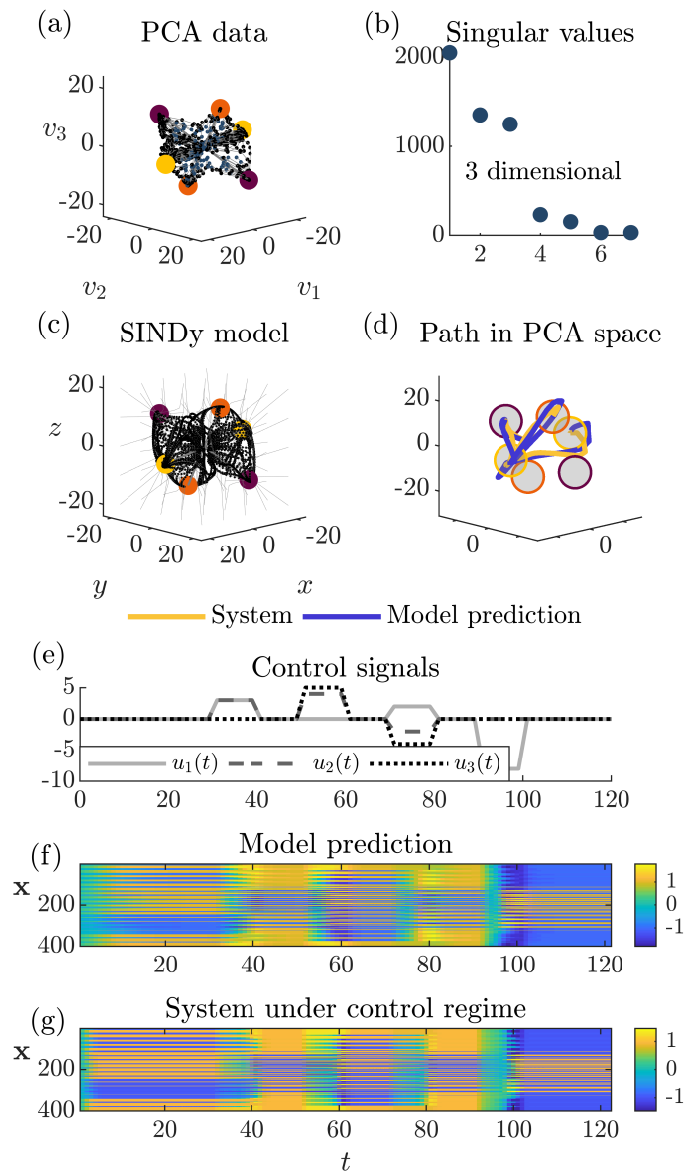 (a) PCA data
20
v3
0
-20
-20 0 20 20 0 -20
v2 v1
(b) Singular values
2000
1000
3 dimensional
0
2 4 6
(c) SINDy model
20
z
0
-20
-20 0 20 20 0 -20
y x
(d) Path in PCA space
20
0
-20
0 0
System Model prediction
(e) Control signals
5
0
-5
-10
u1(t) u2(t) u3(t)
0 20 40 60 80 100 120
(f) Model prediction
x
200
400
20 40 60 80 100 120
1
0
-1
(g) System under control regime
x
200
400
20 40 60 80 100 120
t
1
0
-1